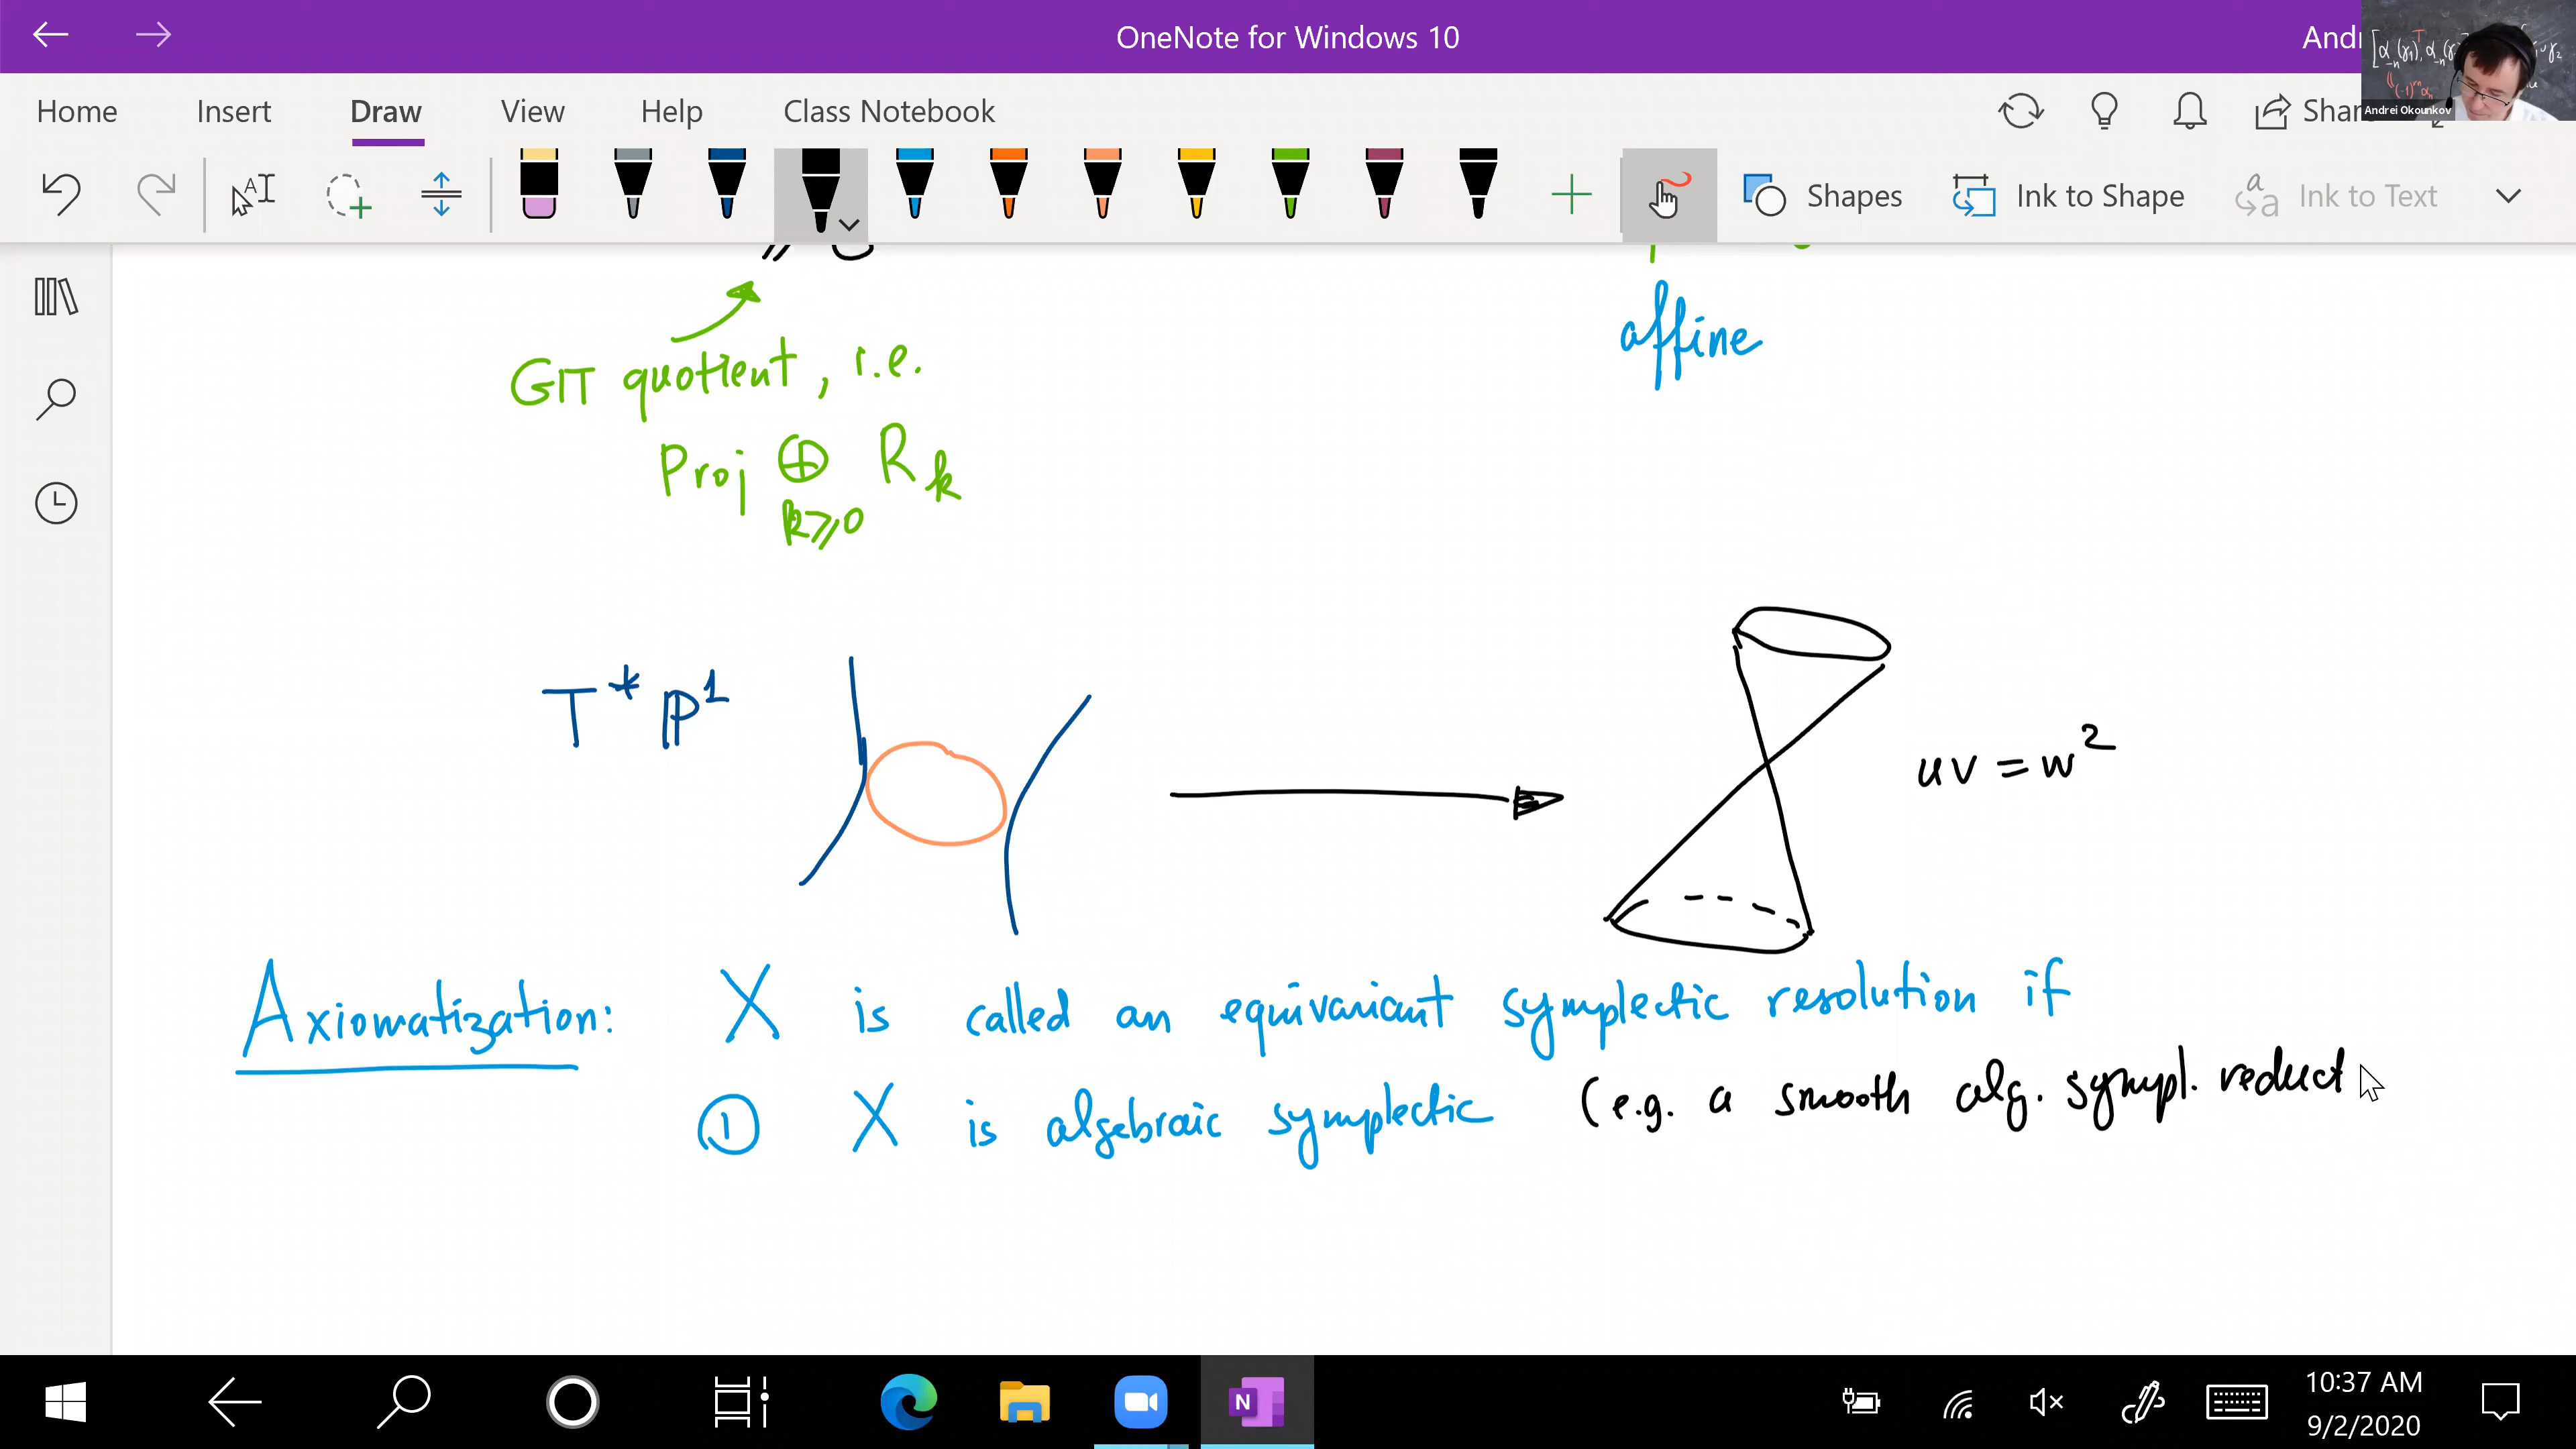 OneNote for Windows 10
Home Insert Draw View Help Class Notebook
Andrei Okounkov
Shapes Ink to Shape Ink to Text
// G
GIT quotient, i.e.
Proj ⊕ R_k
k⩾0
affine
T*ℙ¹
uv = w²
Axiomatization: X is called an equivariant symplectic resolution if
① X is algebraic symplectic (e.g. a smooth alg. sympl. reduct
10:37 AM
9/2/2020